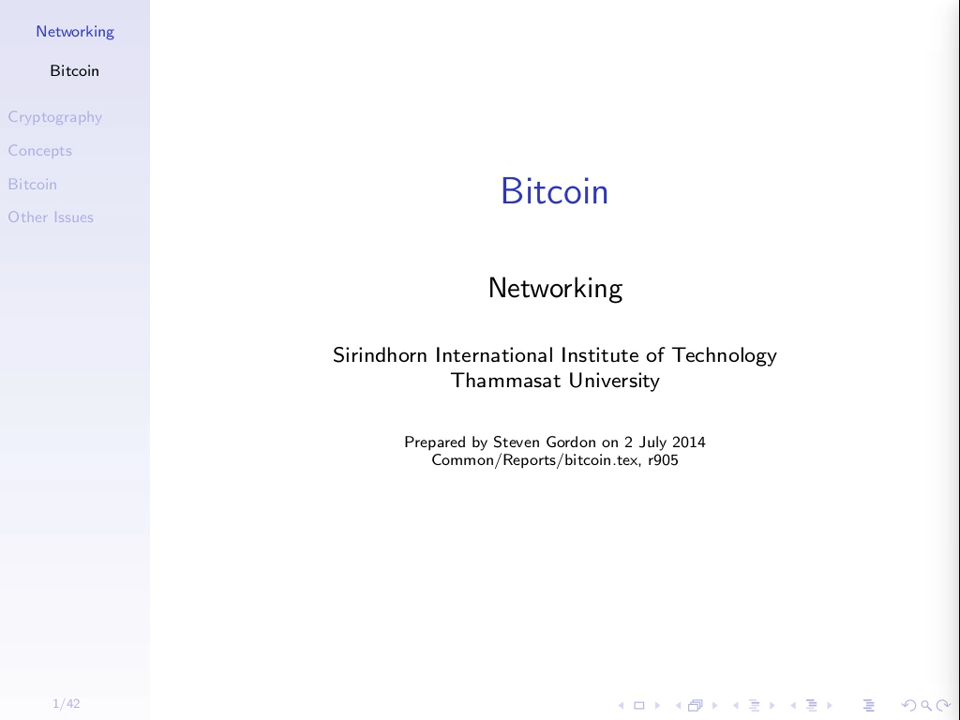 Networking
Bitcoin
Cryptography
Concepts
Bitcoin
Other Issues
1/42
Bitcoin
Networking
Sirindhorn International Institute of Technology
Thammasat University
Prepared by Steven Gordon on 2 July 2014
Common/Reports/bitcoin.tex, r905